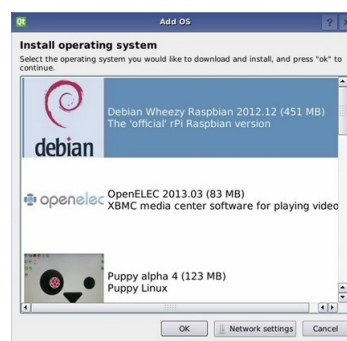 Qt
Add OS
?
Install operating system
Select the operating system you would like to download and install, and press "ok" to
continue.
debian
Debian Wheezy Raspbian 2012.12 (451 MB)
The 'official' rPi Raspbian version
openelec
OpenELEC 2013.03 (83 MB)
XBMC media center software for playing video
Puppy alpha 4 (123 MB)
Puppy Linux
OK
Network settings
Cancel